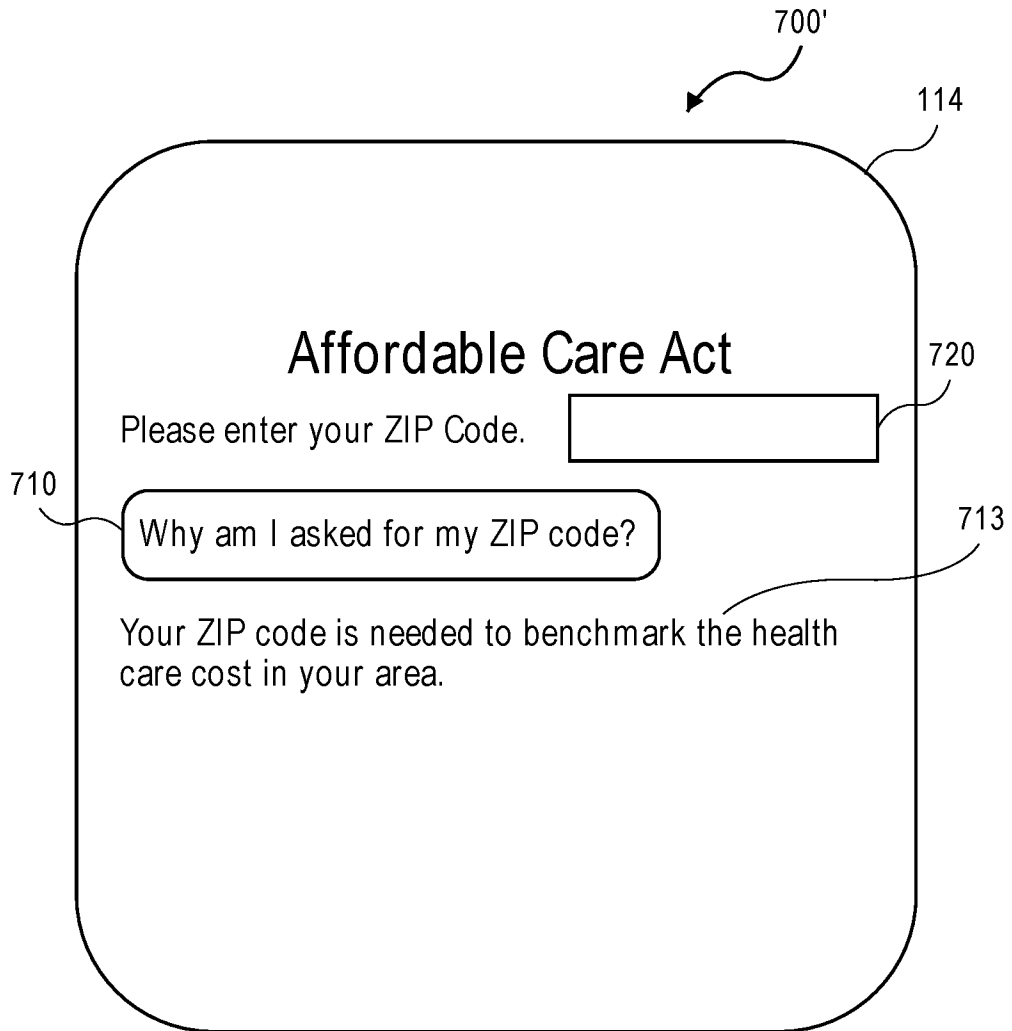 700'
114
Affordable Care Act
720
Please enter your ZIP Code.
710
Why am I asked for my ZIP code?
713
Your ZIP code is needed to benchmark the health
care cost in your area.